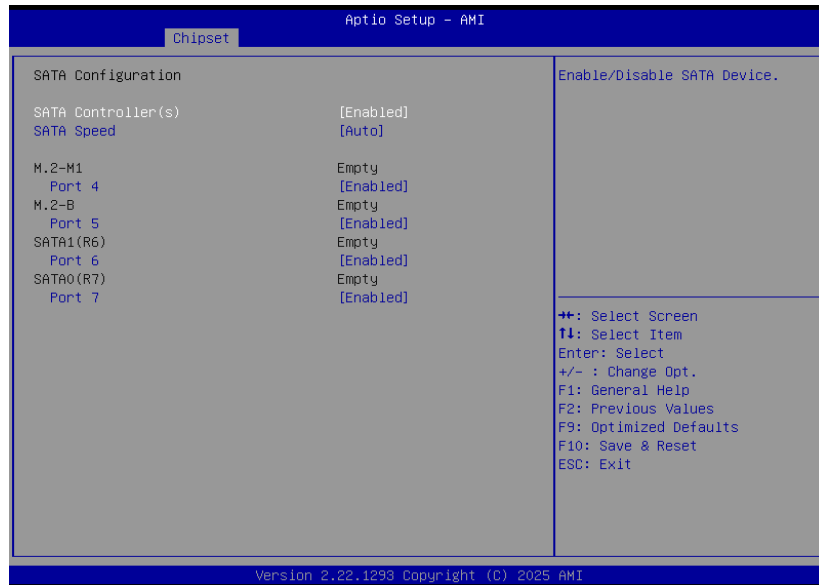 Aptio Setup – AMI
Chipset
SATA Configuration
Enable/Disable SATA Device.
SATA Controller(s) [Enabled]
SATA Speed [Auto]
M.2-M1 Empty
Port 4 [Enabled]
M.2-B Empty
Port 5 [Enabled]
SATA1(R6) Empty
Port 6 [Enabled]
SATA0(R7) Empty
Port 7 [Enabled]
→←: Select Screen
↑↓: Select Item
Enter: Select
+/- : Change Opt.
F1: General Help
F2: Previous Values
F9: Optimized Defaults
F10: Save & Reset
ESC: Exit
Version 2.22.1293 Copyright (C) 2025 AMI